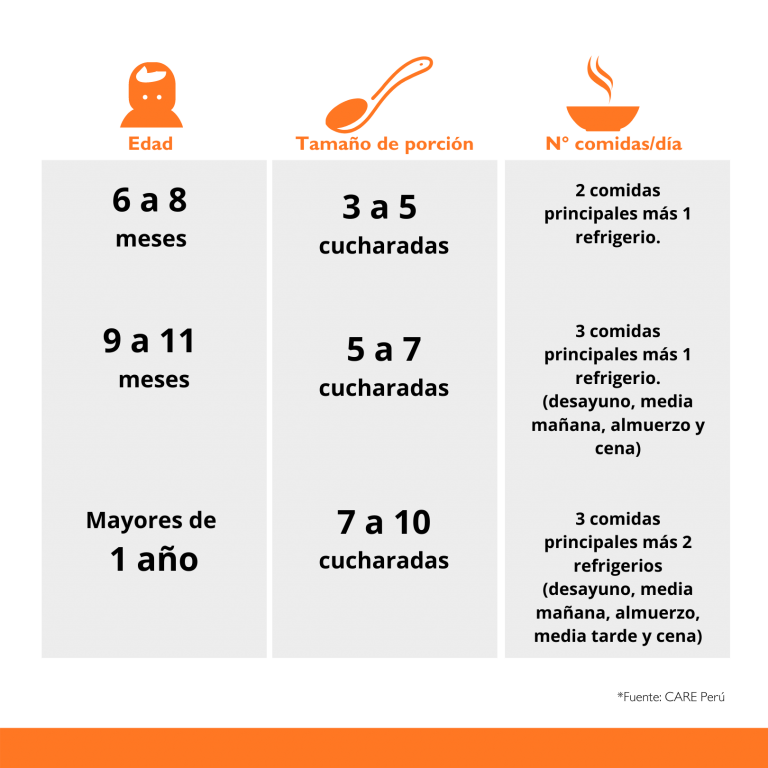 Edad
Tamaño de porción
N° comidas/día
6 a 8
meses
3 a 5
cucharadas
2 comidas
principales más 1
refrigerio.
9 a 11
meses
5 a 7
cucharadas
3 comidas
principales más 1
refrigerio.
(desayuno, media
mañana, almuerzo y
cena)
Mayores de
1 año
7 a 10
cucharadas
3 comidas
principales más 2
refrigerios
(desayuno, media
mañana, almuerzo,
media tarde y cena)
*Fuente: CARE Perú